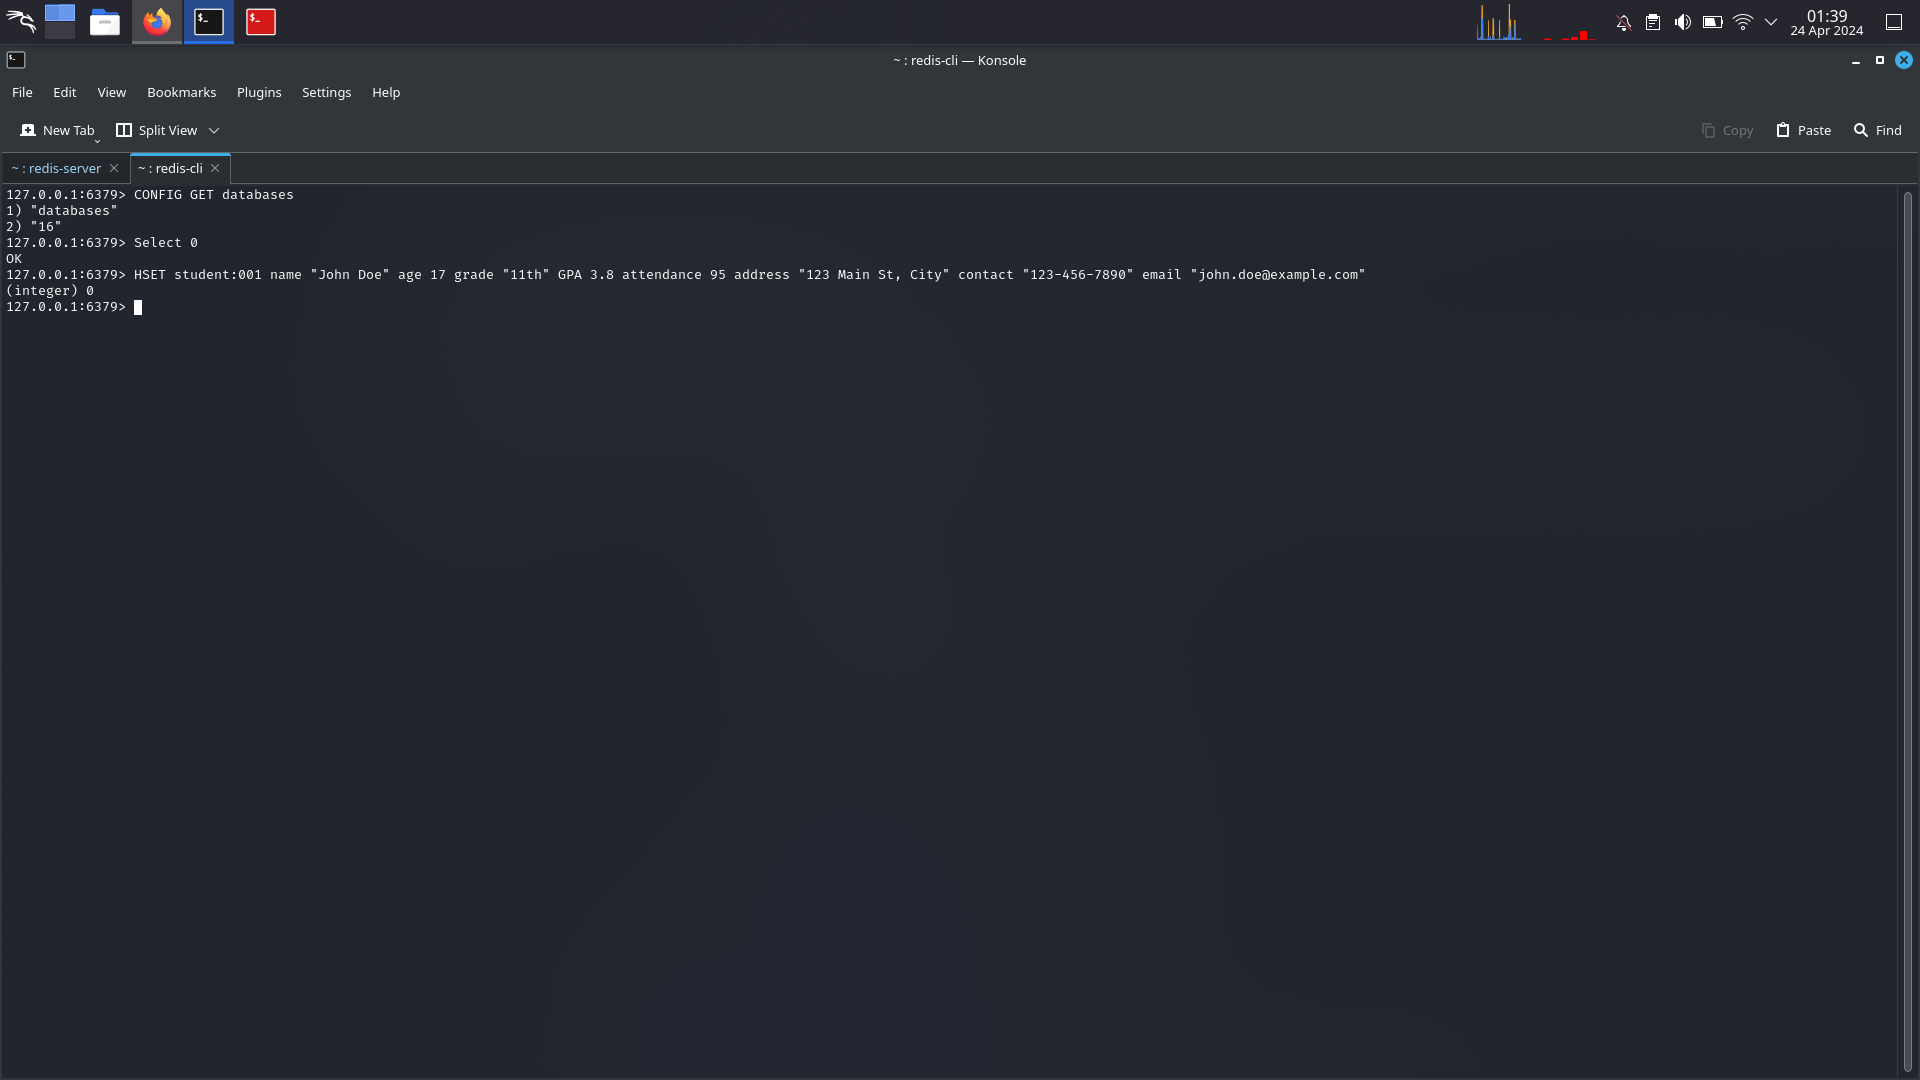 $_
$_
01:39
24 Apr 2024
~ : redis-cli — Konsole
File Edit View Bookmarks Plugins Settings Help
New Tab Split View Copy Paste Find
~ : redis-server ~ : redis-cli
127.0.0.1:6379> CONFIG GET databases
1) "databases"
2) "16"
127.0.0.1:6379> Select 0
OK
127.0.0.1:6379> HSET student:001 name "John Doe" age 17 grade "11th" GPA 3.8 attendance 95 address "123 Main St, City" contact "123-456-7890" email "john.doe@example.com"
(integer) 0
127.0.0.1:6379>